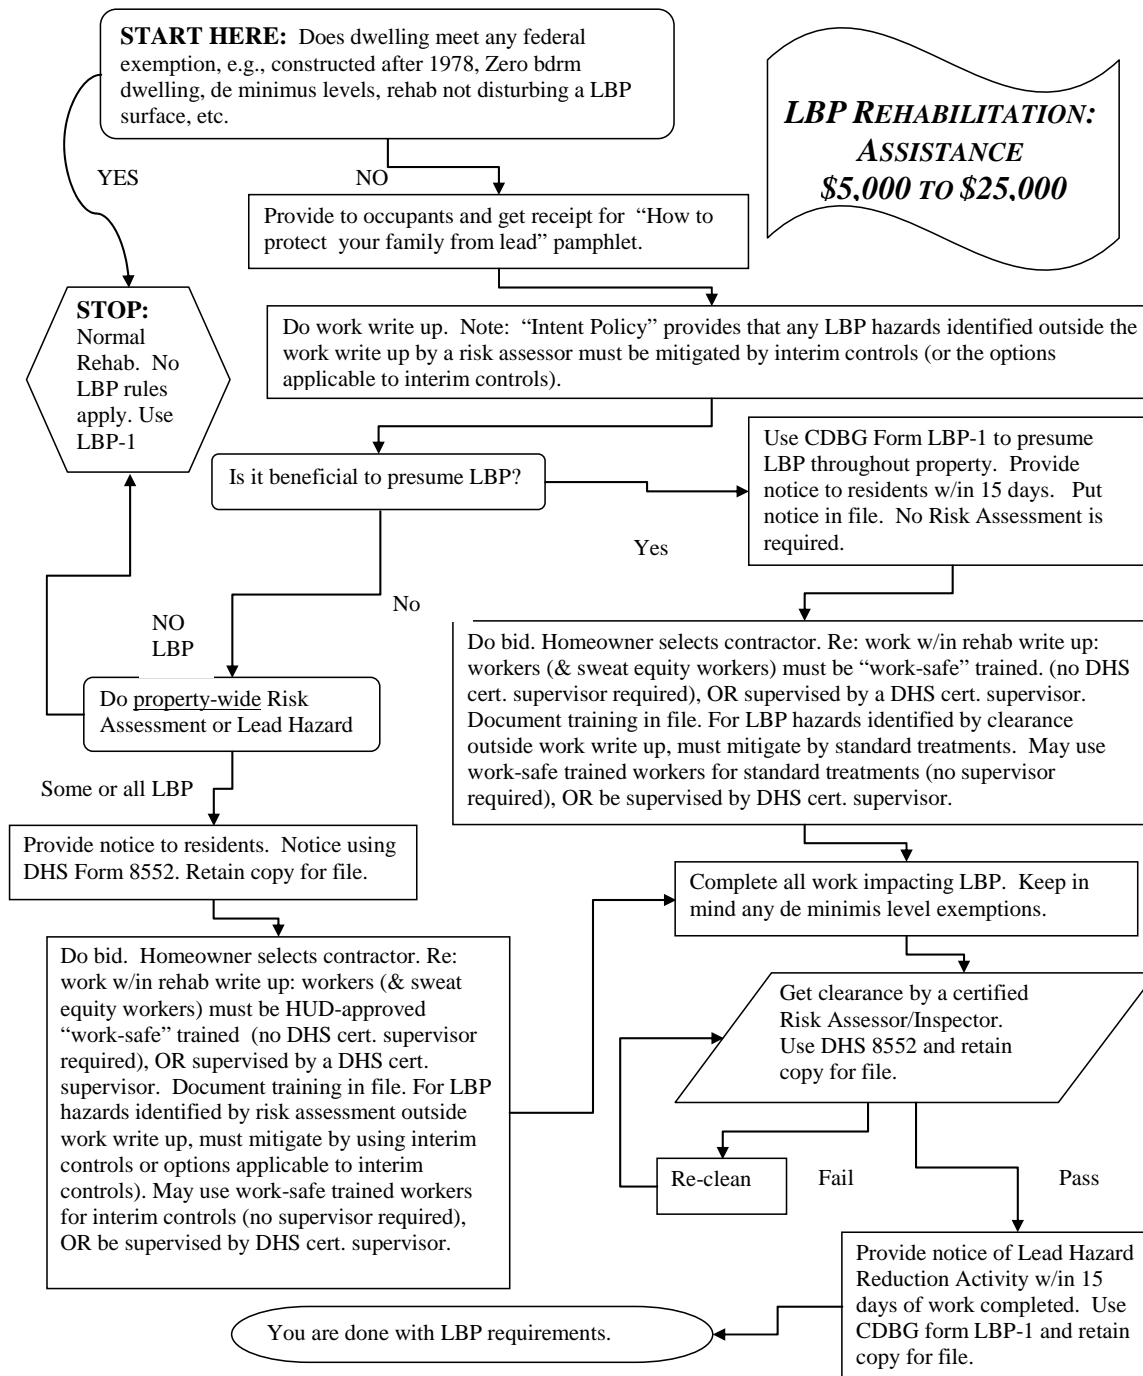 START HERE: Does dwelling meet any federal
exemption, e.g., constructed after 1978, Zero bdrm
dwelling, de minimus levels, rehab not disturbing a LBP
surface, etc.
LBP REHABILITATION:
ASSISTANCE
$5,000 TO $25,000
YES
NO
Provide to occupants and get receipt for “How to
protect your family from lead” pamphlet.
STOP:
Normal
Rehab. No
LBP rules
apply. Use
LBP-1
Do work write up. Note: “Intent Policy” provides that any LBP hazards identified outside the
work write up by a risk assessor must be mitigated by interim controls (or the options
applicable to interim controls).
Is it beneficial to presume LBP?
Use CDBG Form LBP-1 to presume
LBP throughout property. Provide
notice to residents w/in 15 days. Put
notice in file. No Risk Assessment is
required.
Yes
No
NO
LBP
Do property-wide Risk
Assessment or Lead Hazard
Do bid. Homeowner selects contractor. Re: work w/in rehab write up:
workers (& sweat equity workers) must be “work-safe” trained. (no DHS
cert. supervisor required), OR supervised by a DHS cert. supervisor.
Document training in file. For LBP hazards identified by clearance
outside work write up, must mitigate by standard treatments. May use
work-safe trained workers for standard treatments (no supervisor
required), OR be supervised by DHS cert. supervisor.
Some or all LBP
Provide notice to residents. Notice using
DHS Form 8552. Retain copy for file.
Complete all work impacting LBP. Keep in
mind any de minimis level exemptions.
Do bid. Homeowner selects contractor. Re:
work w/in rehab write up: workers (& sweat
equity workers) must be HUD-approved
“work-safe” trained (no DHS cert. supervisor
required), OR supervised by a DHS cert.
supervisor. Document training in file. For LBP
hazards identified by risk assessment outside
work write up, must mitigate by using interim
controls or options applicable to interim
controls). May use work-safe trained workers
for interim controls (no supervisor required),
OR be supervised by DHS cert. supervisor.
Get clearance by a certified
Risk Assessor/Inspector.
Use DHS 8552 and retain
copy for file.
Re-clean
Fail
Pass
Provide notice of Lead Hazard
Reduction Activity w/in 15
days of work completed. Use
CDBG form LBP-1 and retain
copy for file.
You are done with LBP requirements.